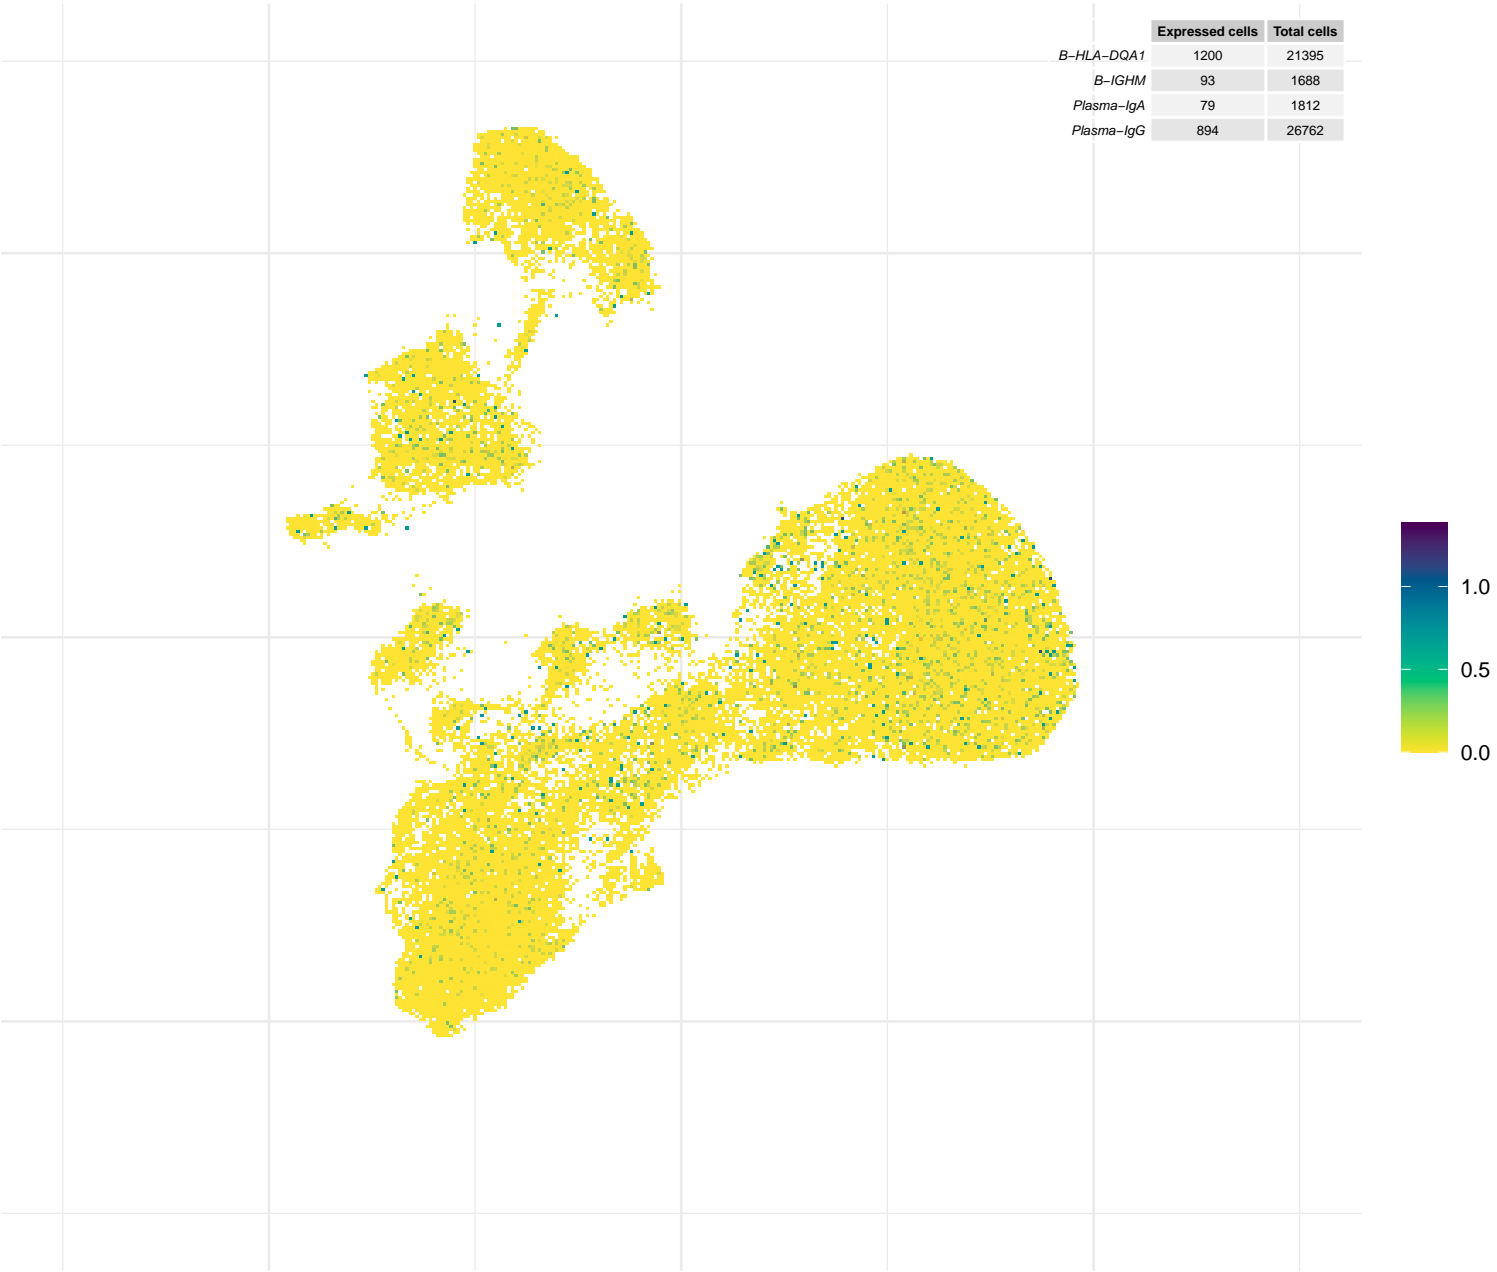 Expressed cells Total cells
B−HLA−DQA1 1200 21395
B−IGHM 93 1688
Plasma−IgA 79 1812
Plasma−IgG 894 26762
1.0
0.5
0.0